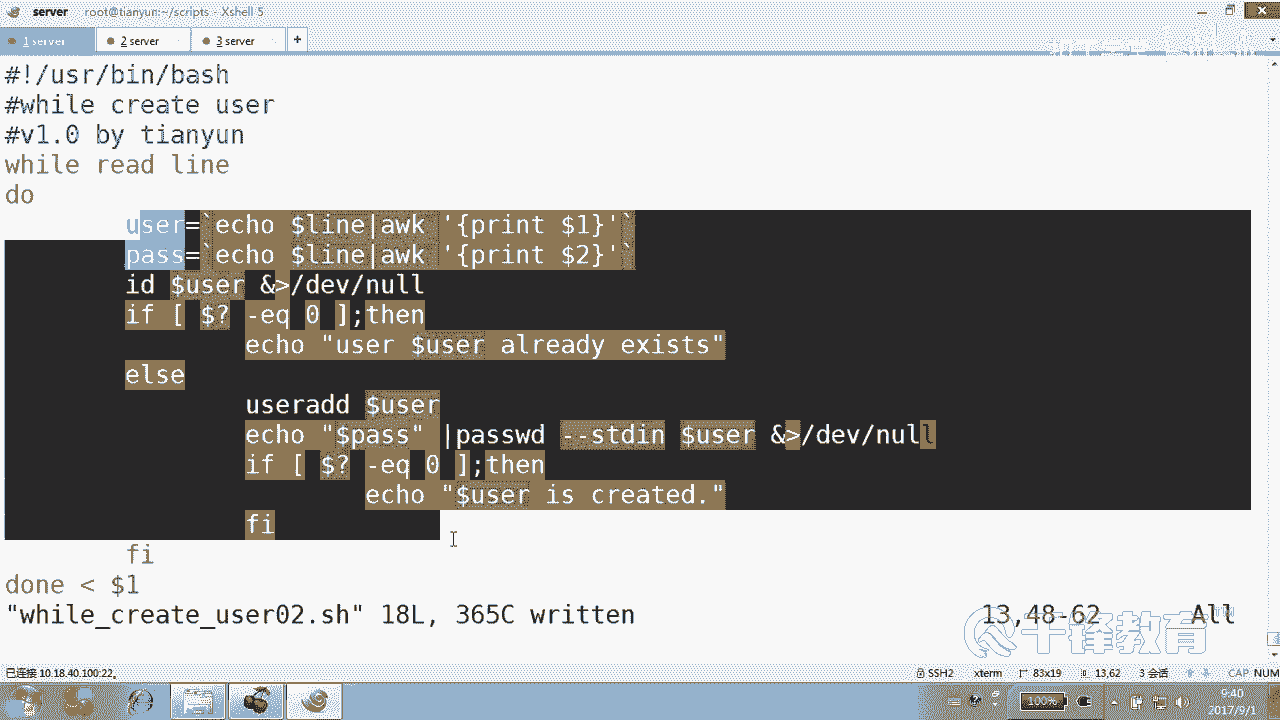 server root@tianyun:~/scripts - Xshell 5
1 server 2 server 3 server +
#!/usr/bin/bash
#while create user
#v1.0 by tianyun
while read line
do
user=`echo $line|awk '{print $1}'`
pass=`echo $line|awk '{print $2}'`
id $user &>/dev/null
if [ $? -eq 0 ];then
echo "user $user already exists"
else
useradd $user
echo "$pass" |passwd --stdin $user &>/dev/null
if [ $? -eq 0 ];then
echo "$user is created."
fi
fi
done < $1
"while_create_user02.sh" 18L, 365C written 13,48-62 All
千锋教育
已连接 10.18.40.100:22。 SSH2 xterm 83x19 13,62 3 会话 CAP NUM
100% 9:40
2017/9/1